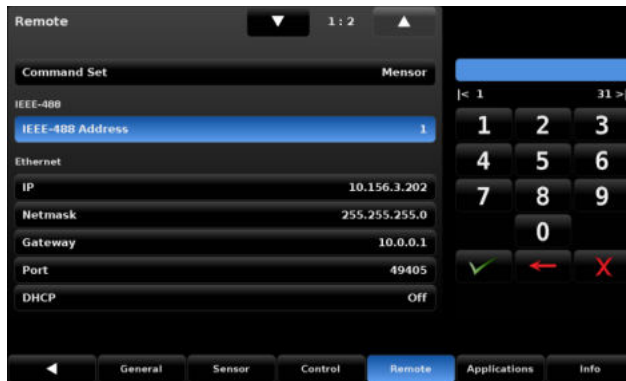 Remote 1:2
Command Set Mensor
IEEE-488
IEEE-488 Address 1
Ethernet
IP 10.156.3.202
Netmask 255.255.255.0
Gateway 10.0.0.1
Port 49405
DHCP Off
|< 1 31 >|
1 2 3
4 5 6
7 8 9
0
General Sensor Control Remote Applications Info